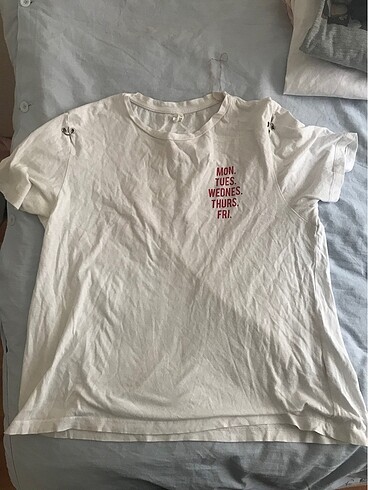 MON.
TUES.
WEDNES.
THURS.
FRI.